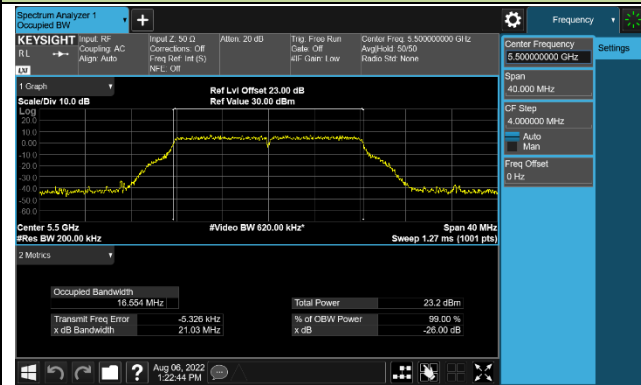 Spectrum Analyzer 1
Occupied BW
Frequency
KEYSIGHT
Input: RF
Input Z: 50 Ω
Atten: 20 dB
Trig: Free Run
Center Freq: 5.500000000 GHz
RL
Coupling: AC
Corrections: Off
Gate: Off
Avg|Hold: 50/50
Align: Auto
Freq Ref: Int (S)
#IF Gain: Low
Radio Std: None
NFE: Off
LXI
Center Frequency
5.500000000 GHz
Settings
Span
40.000 MHz
CF Step
4.000000 MHz
Auto
Man
Freq Offset
0 Hz
1 Graph
Ref Lvl Offset 23.00 dB
Scale/Div 10.0 dB
Ref Value 30.00 dBm
Log
20.0
10.0
0.00
-10.0
-20.0
-30.0
-40.0
-50.0
-60.0
Center 5.5 GHz
#Video BW 620.00 kHz*
Span 40 MHz
#Res BW 200.00 kHz
Sweep 1.27 ms (1001 pts)
2 Metrics
Occupied Bandwidth
16.554 MHz
Total Power
23.2 dBm
Transmit Freq Error
-5.326 kHz
% of OBW Power
99.00 %
x dB Bandwidth
21.03 MHz
x dB
-26.00 dB
?
Aug 06, 2022
1:22:44 PM